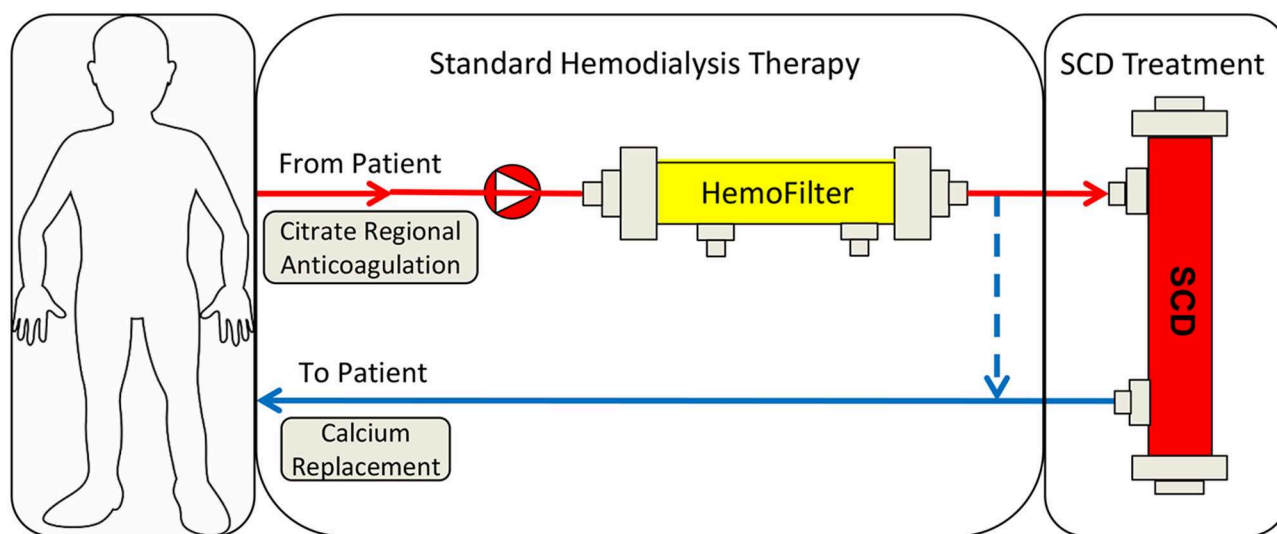 Standard Hemodialysis Therapy
SCD Treatment
From Patient
HemoFilter
Citrate Regional
Anticoagulation
SCD
To Patient
Calcium
Replacement